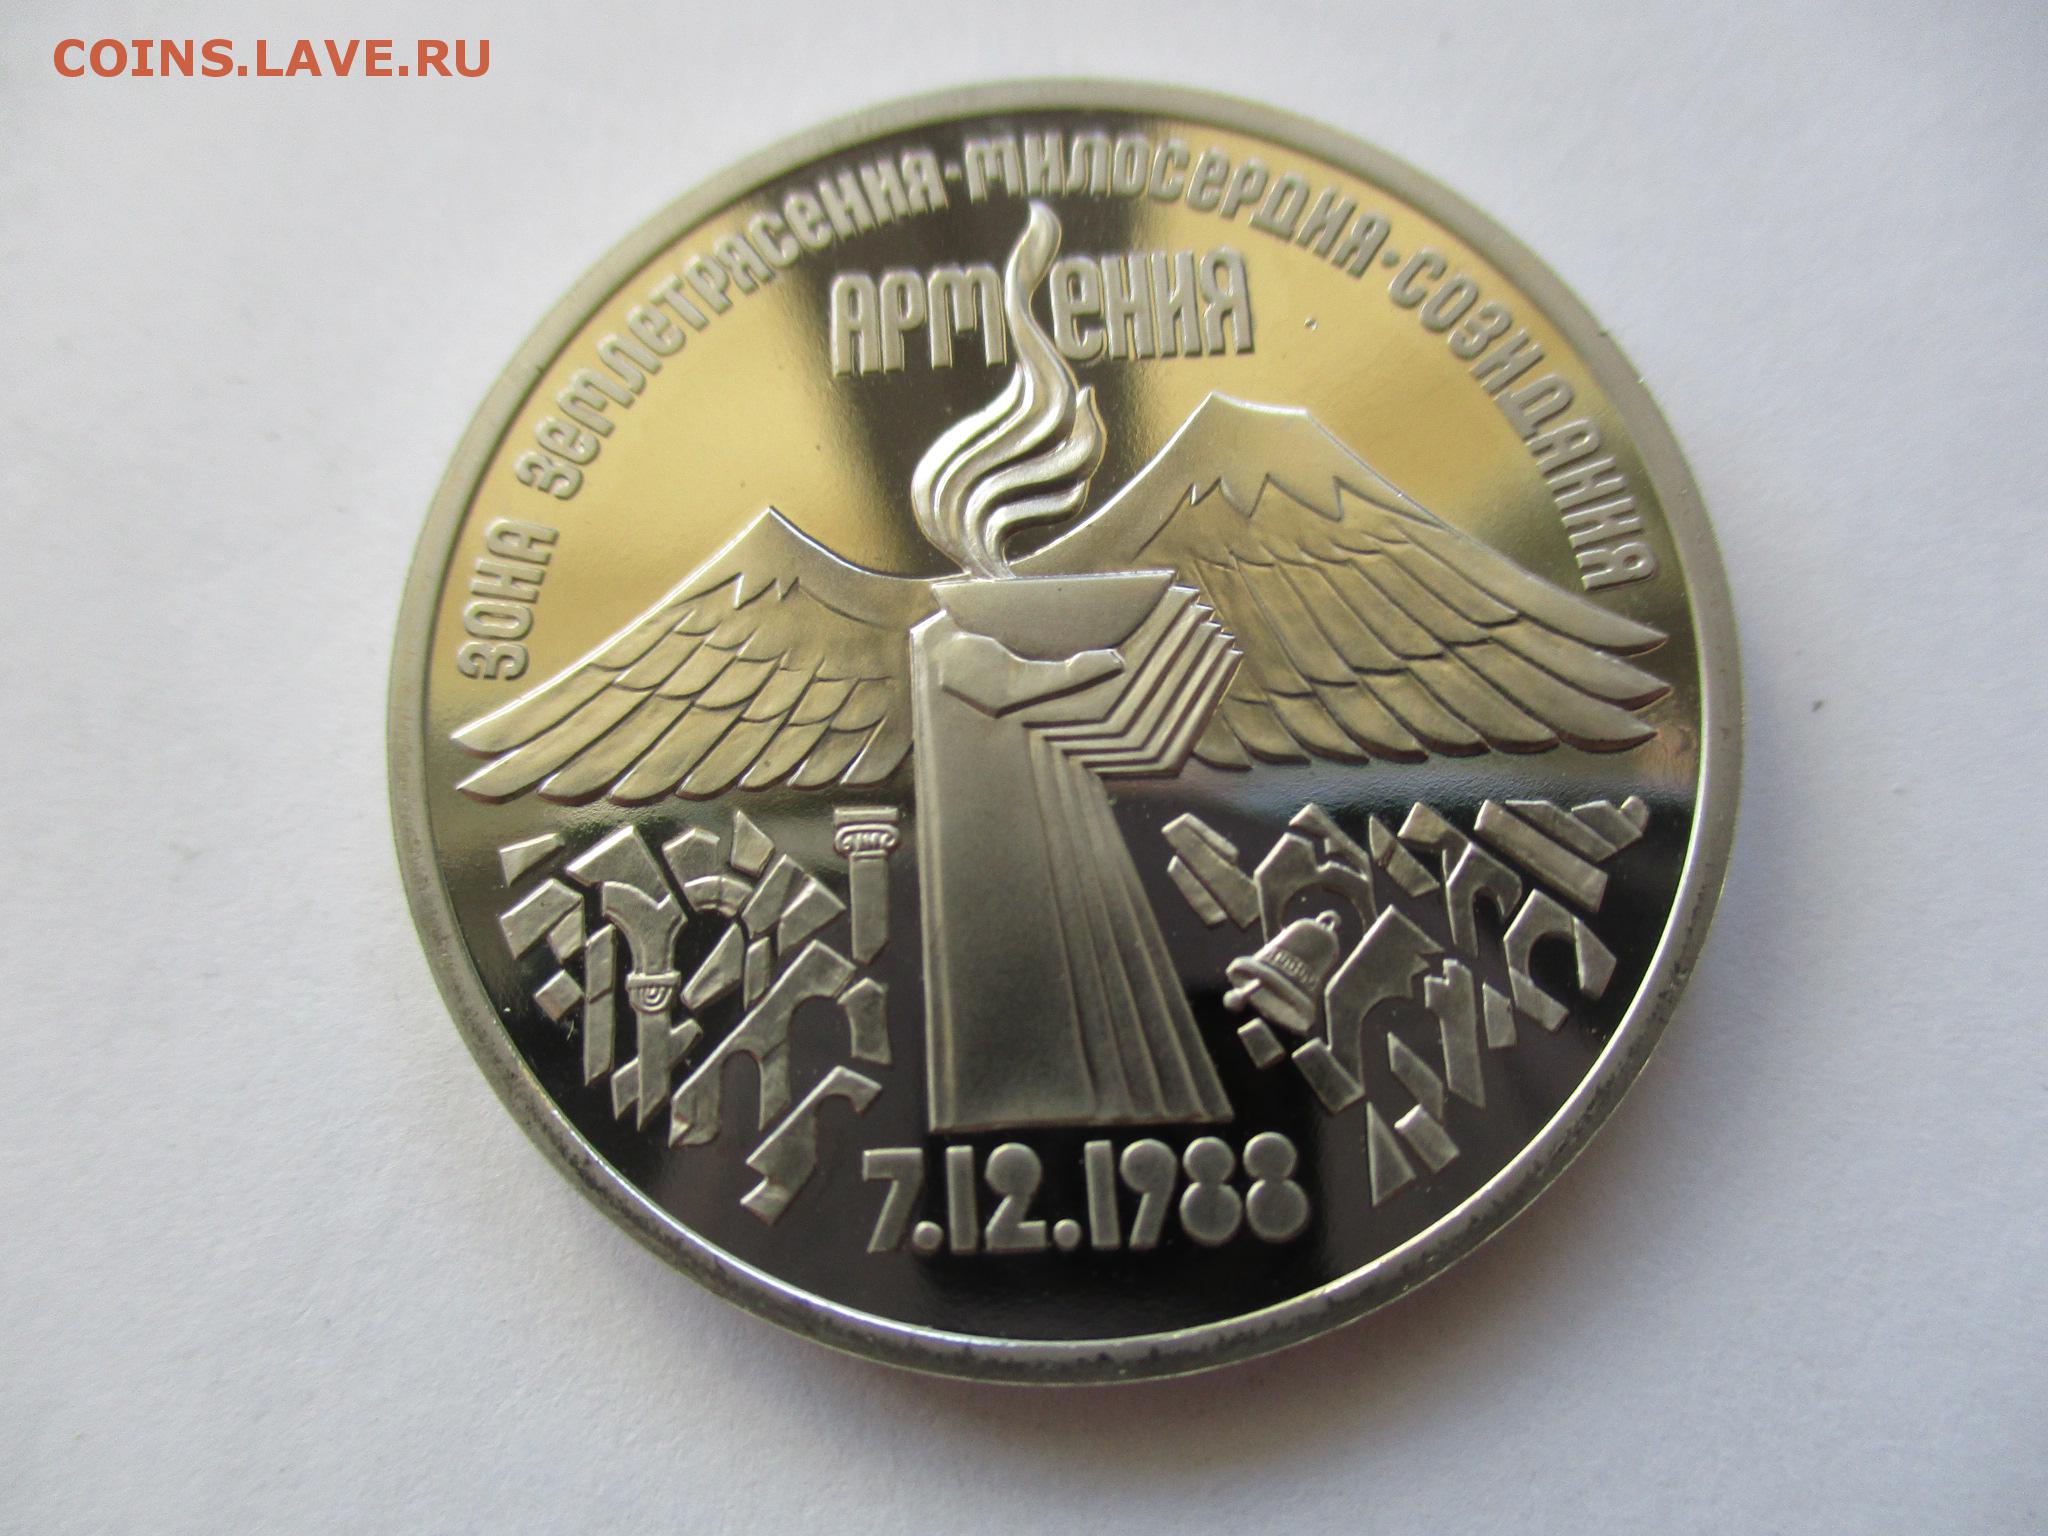 COINS.LAVE.RU
ЗОНА ЗЕМЛЕТРЯСЕНИЯ·МИЛОСЕРДИЯ·СОЗИДАНИЯ
АРМЕНИЯ
7.12.1988